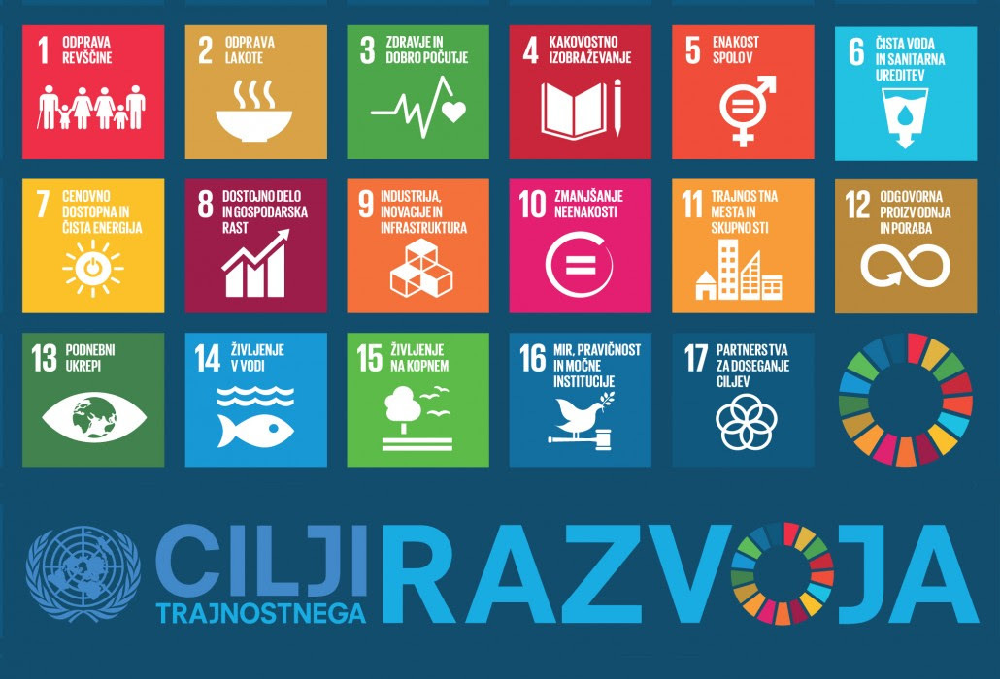 1 ODPRAVA
REVŠČINE
2 ODPRAVA
LAKOTE
3 ZDRAVJE IN
DOBRO POČUTJE
4 KAKOVOSTNO
IZOBRAŽEVANJE
5 ENAKOST
SPOLOV
6 ČISTA VODA
IN SANITARNA
UREDITEV
7 CENOVNO
DOSTOPNA IN
ČISTA ENERGIJA
8 DOSTOJNO DELO
IN GOSPODARSKA
RAST
9 INDUSTRIJA,
INOVACIJE IN
INFRASTRUKTURA
10 ZMANJŠANJE
NEENAKOSTI
11 TRAJNOSTNA
MESTA IN
SKUPNOSTI
12 ODGOVORNA
PROIZVODNJA
IN PORABA
13 PODNEBNI
UKREPI
14 ŽIVLJENJE
V VODI
15 ŽIVLJENJE
NA KOPNEM
16 MIR, PRAVIČNOST
IN MOČNE
INSTITUCIJE
17 PARTNERSTVA
ZA DOSEGANJE
CILJEV
CILJI
TRAJNOSTNEGA
RAZVOJA